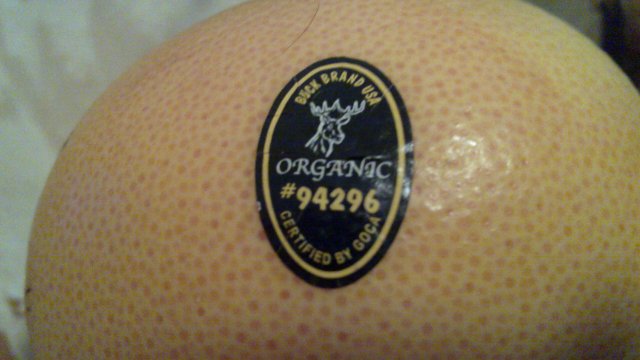 BUCK BRAND USA
ORGANIC
#94296
CERTIFIED BY GOCA